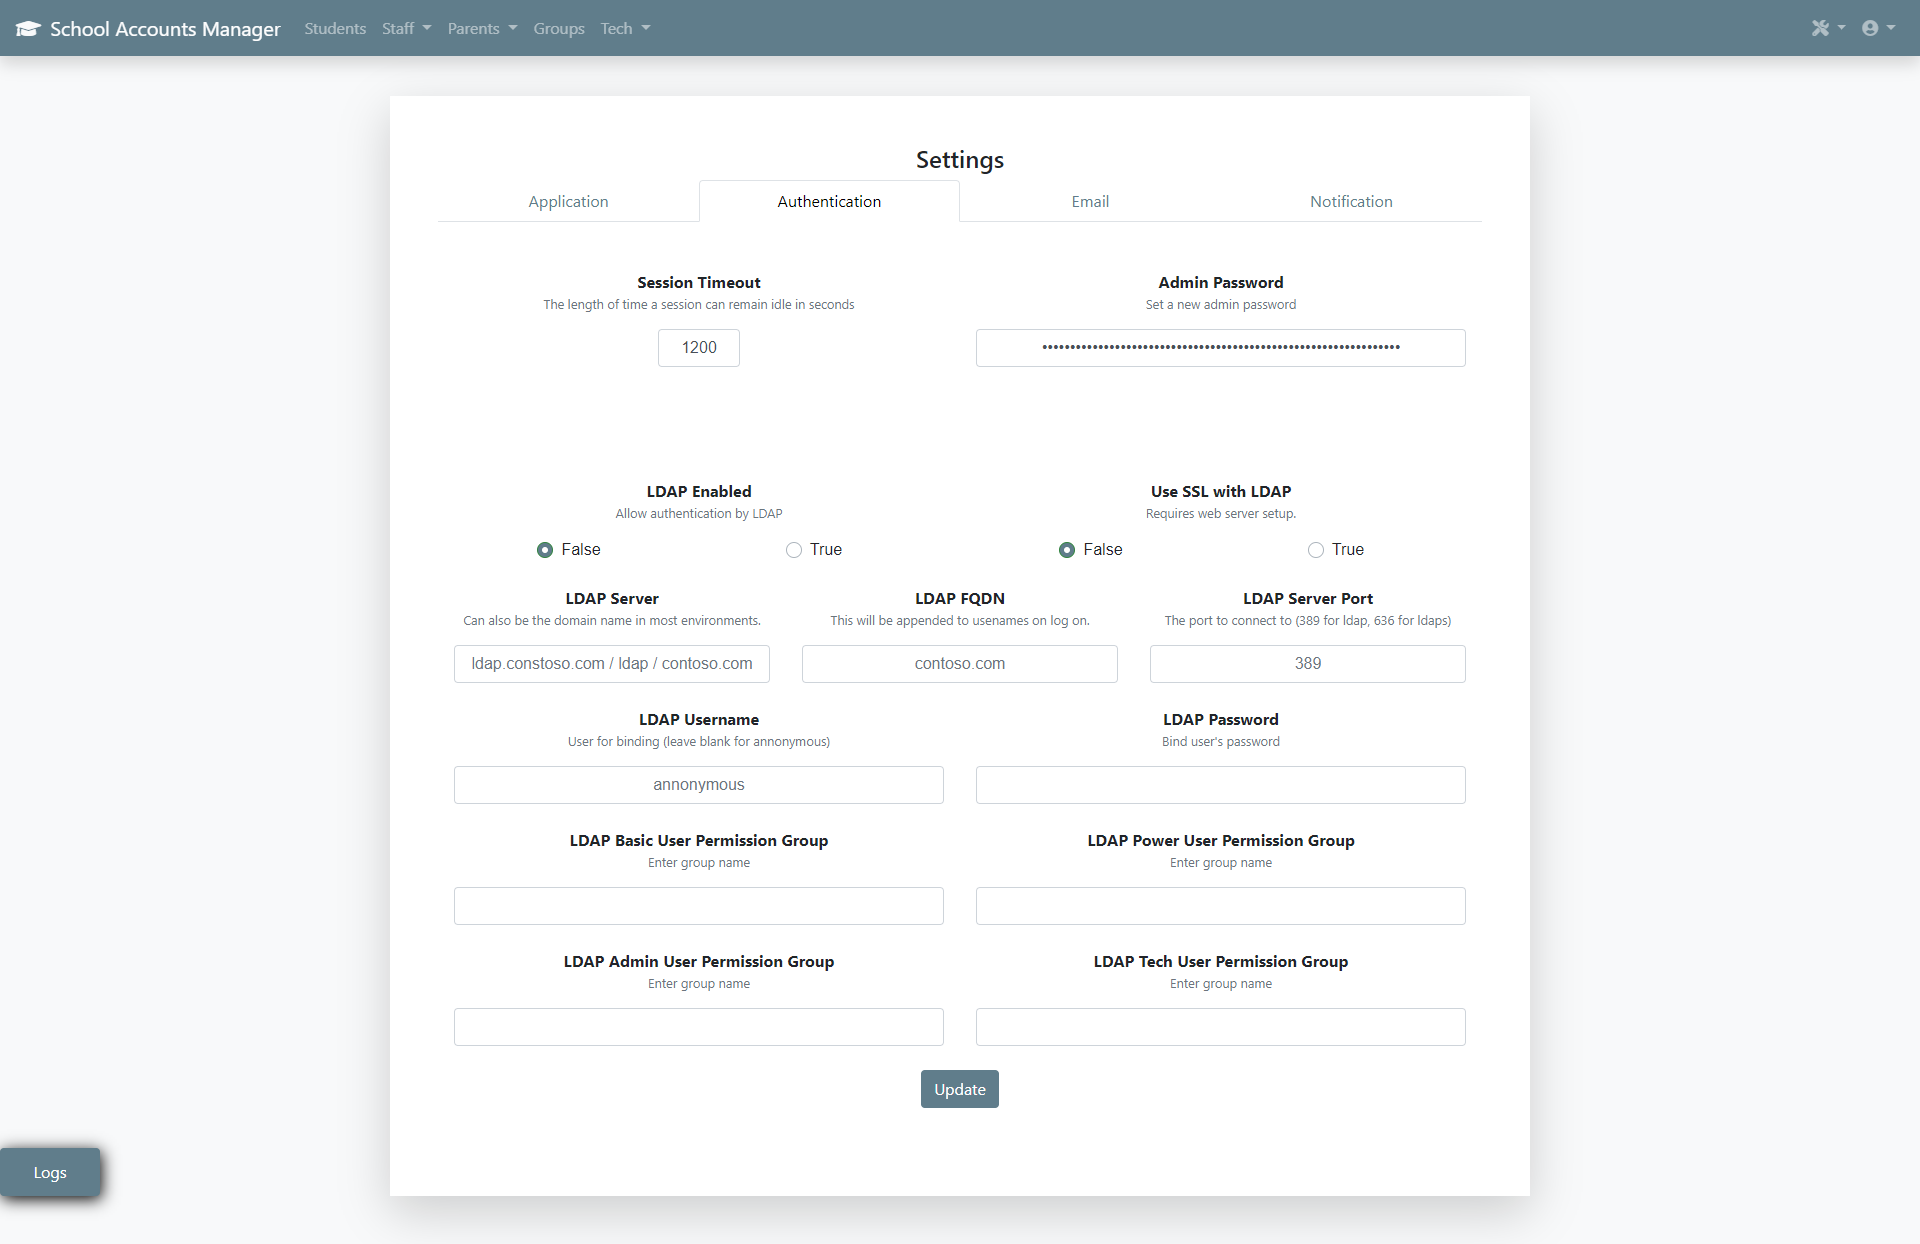 School Accounts Manager Students Staff Parents Groups Tech
Settings
Application Authentication Email Notification
Session Timeout Admin Password
The length of time a session can remain idle in seconds Set a new admin password
1200 ••••••••••••••••••••••••••••••••••••••••••••••••••••••••••••••••
LDAP Enabled Use SSL with LDAP
Allow authentication by LDAP Requires web server setup.
False True False True
LDAP Server LDAP FQDN LDAP Server Port
Can also be the domain name in most environments. This will be appended to usenames on log on. The port to connect to (389 for ldap, 636 for ldaps)
ldap.constoso.com / ldap / contoso.com contoso.com 389
LDAP Username LDAP Password
User for binding (leave blank for annonymous) Bind user's password
annonymous
LDAP Basic User Permission Group LDAP Power User Permission Group
Enter group name Enter group name
LDAP Admin User Permission Group LDAP Tech User Permission Group
Enter group name Enter group name
Update
Logs